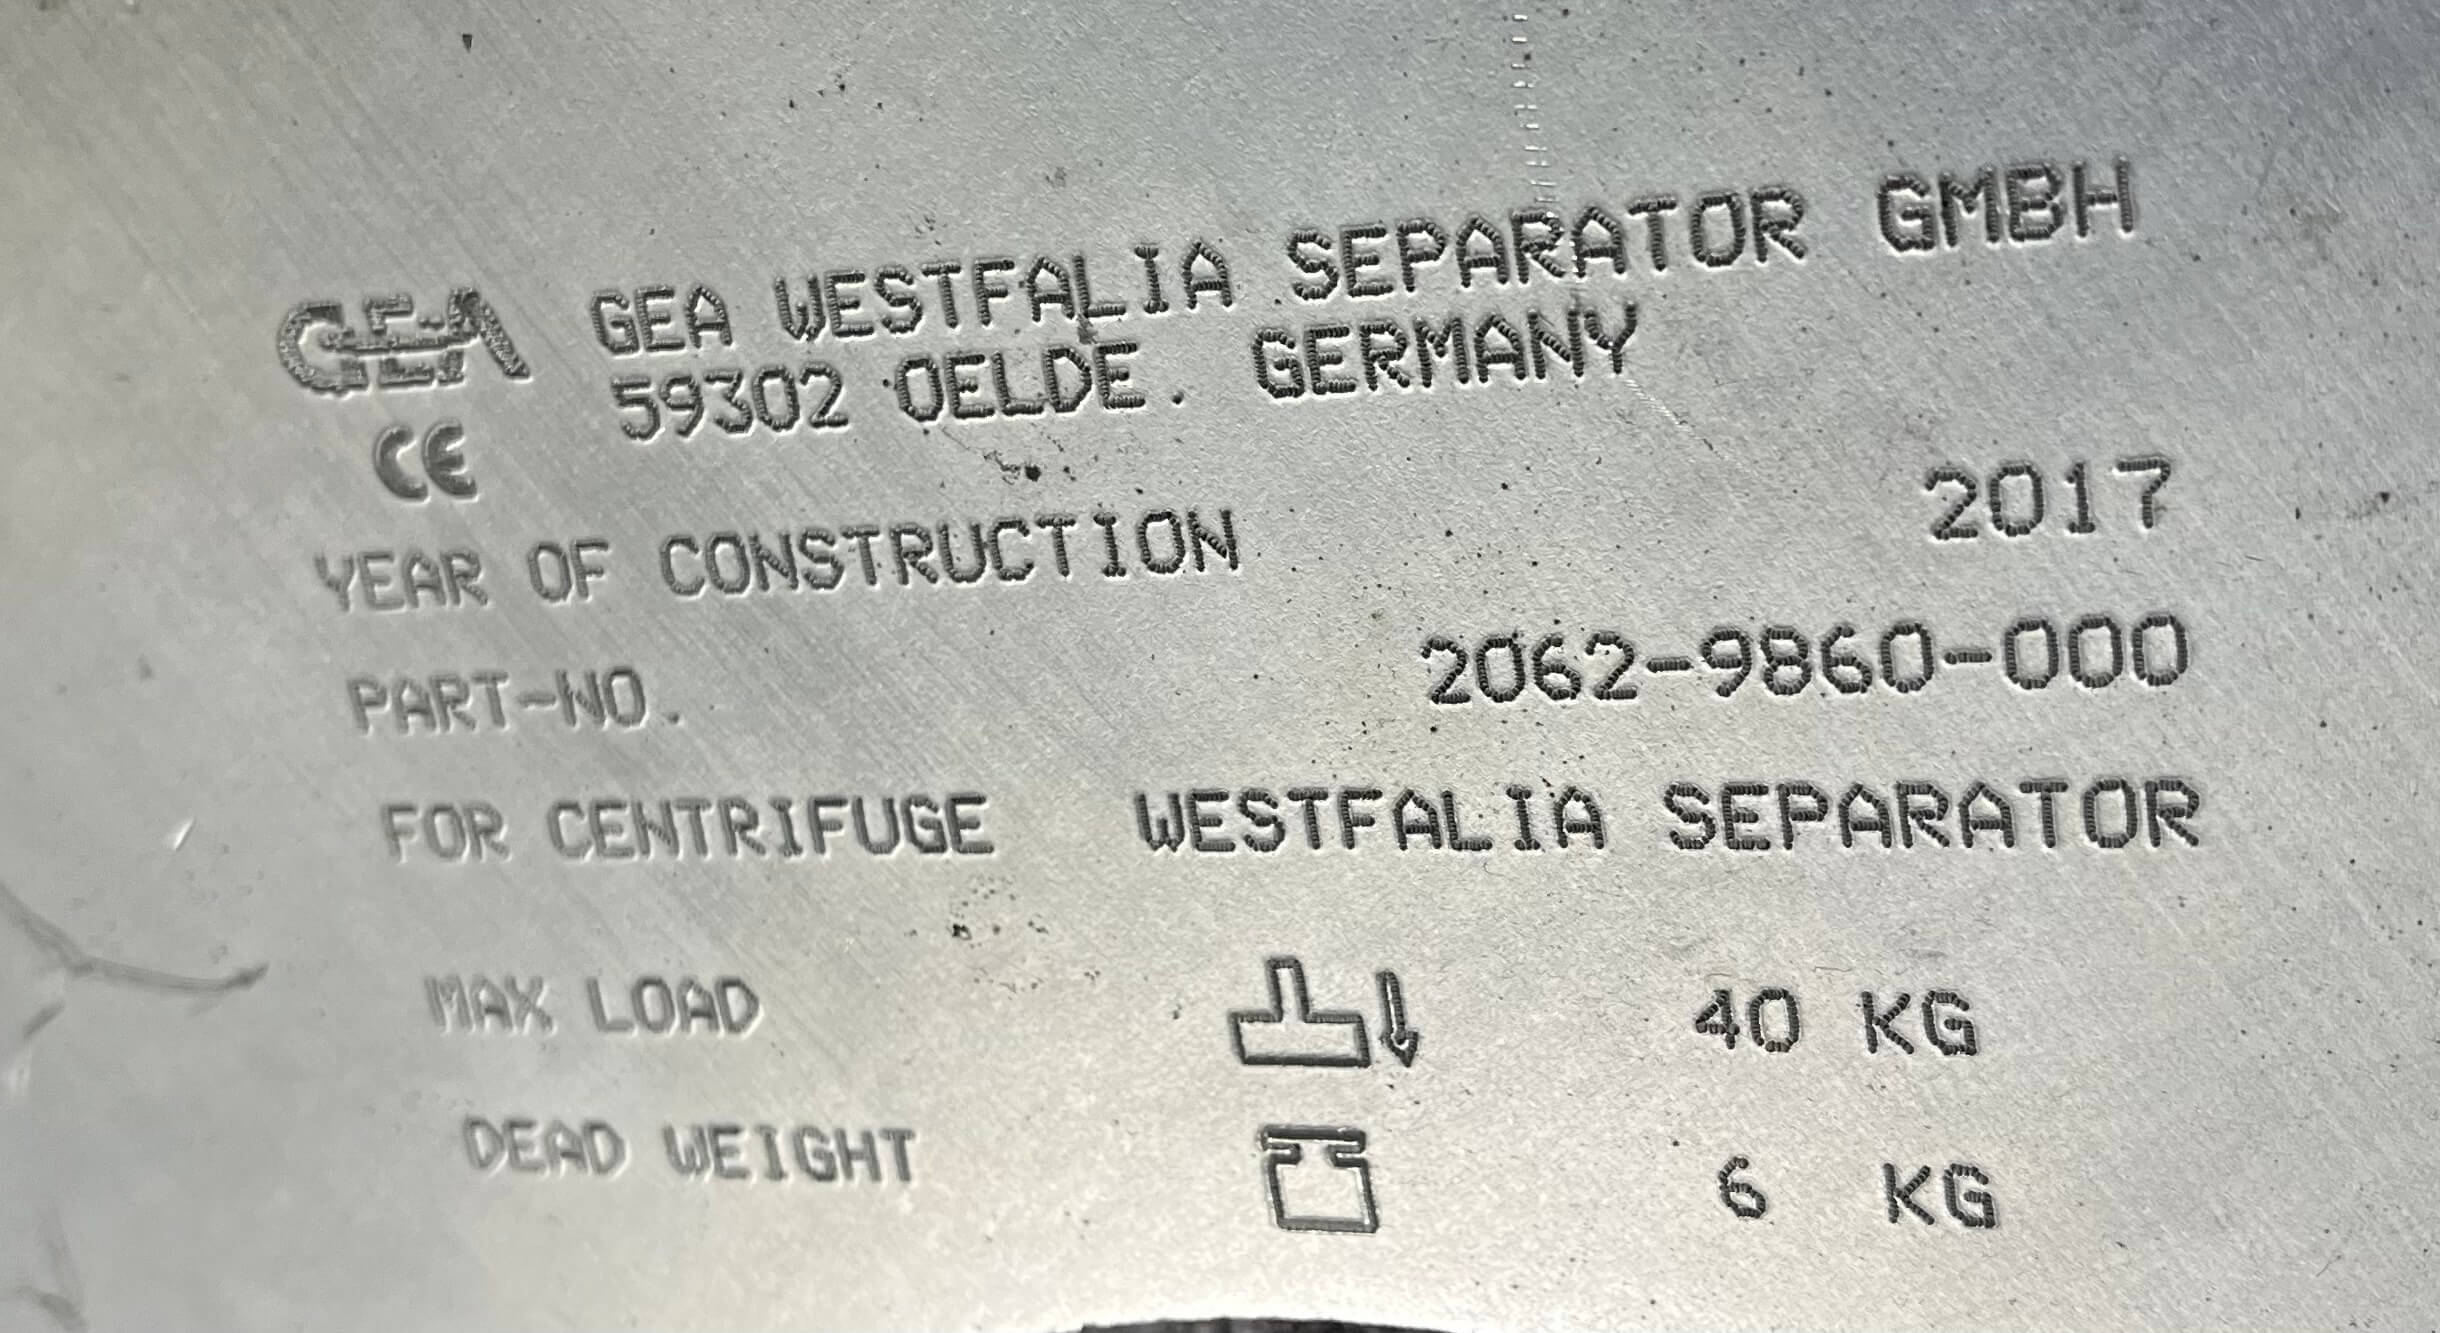 GEA GEA WESTFALIA SEPARATOR GMBH
59302 OELDE. GERMANY
CE
YEAR OF CONSTRUCTION 2017
PART-NO. 2062-9860-000
FOR CENTRIFUGE WESTFALIA SEPARATOR
MAX LOAD 40 KG
DEAD WEIGHT 6 KG